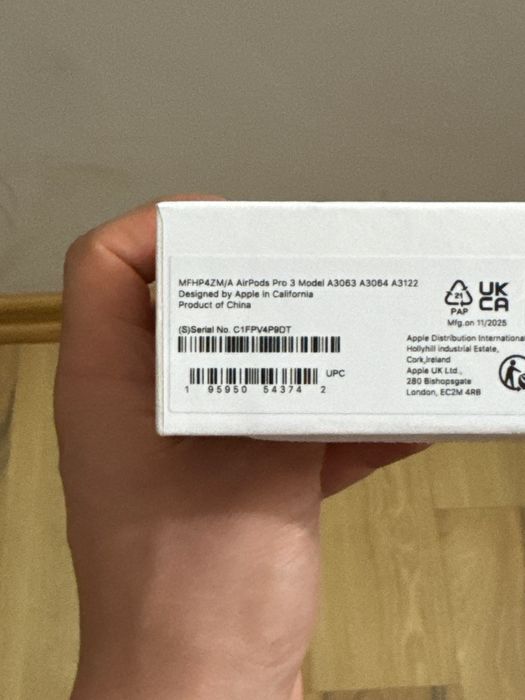 MFHP4ZM/A AirPods Pro 3 Model A3063 A3064 A3122
Designed by Apple in California
Product of China
(S)Serial No. C1FPV4P9DT
UPC
1 95950 54374 2
21
PAP
UK
CA
Mfg.on 11/2025
Apple Distribution International
Hollyhill Industrial Estate,
Cork,Ireland
Apple UK Ltd.,
280 Bishopsgate
London, EC2M 4RB